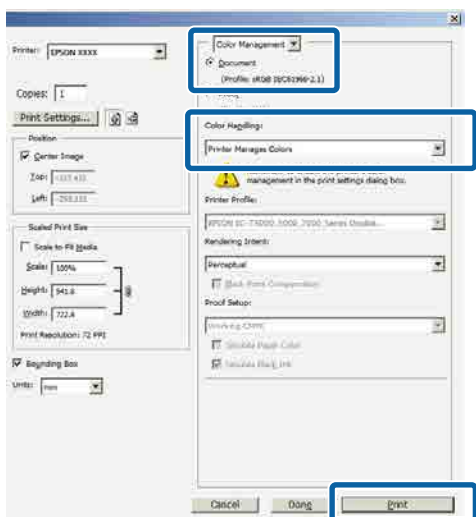 Printer: EPSON XXXX
Copies: 1
Print Settings...
Position
Center Image
Top:
Left:
Scaled Print Size
Scale to Fit Media
Scale: 100%
Height: 941.6
Width: 722.4
Print Resolution: 72 PPI
Bounding Box
Units: mm
Color Management
Document
(Profile: sRGB IEC61966-2.1)
Color Handling:
Printer Manages Colors
management in the print settings dialog box.
Printer Profile:
Rendering Intent:
Perceptual
Black Point Compensation
Proof Setup:
Working CMYK
Simulate Paper Color
Simulate Black Ink
Cancel
Done
Print